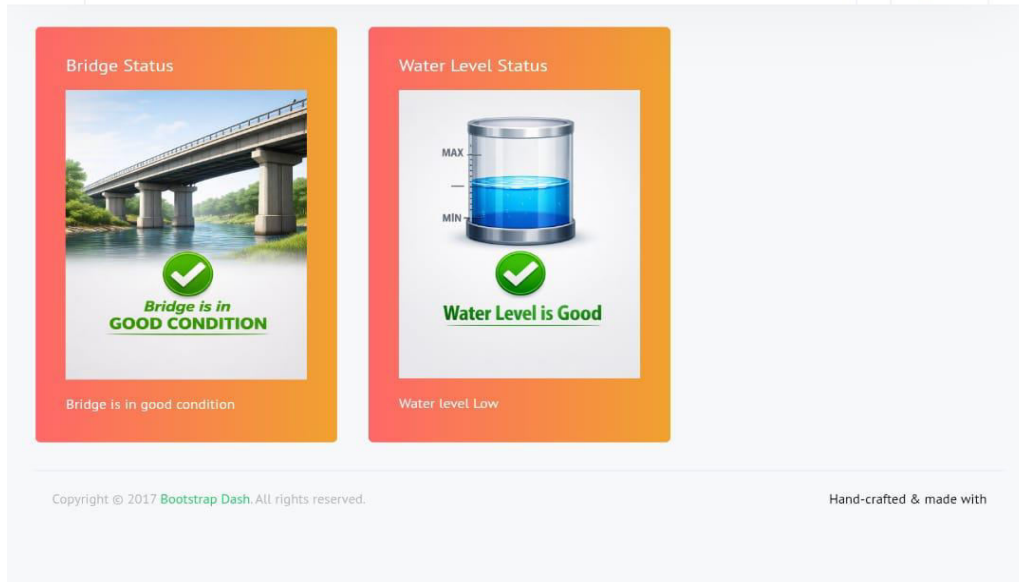 Bridge Status
Bridge is in
GOOD CONDITION
Bridge is in good condition
Water Level Status
MAX
MIN
Water Level is Good
Water level Low
Copyright © 2017 Bootstrap Dash. All rights reserved.
Hand-crafted & made with